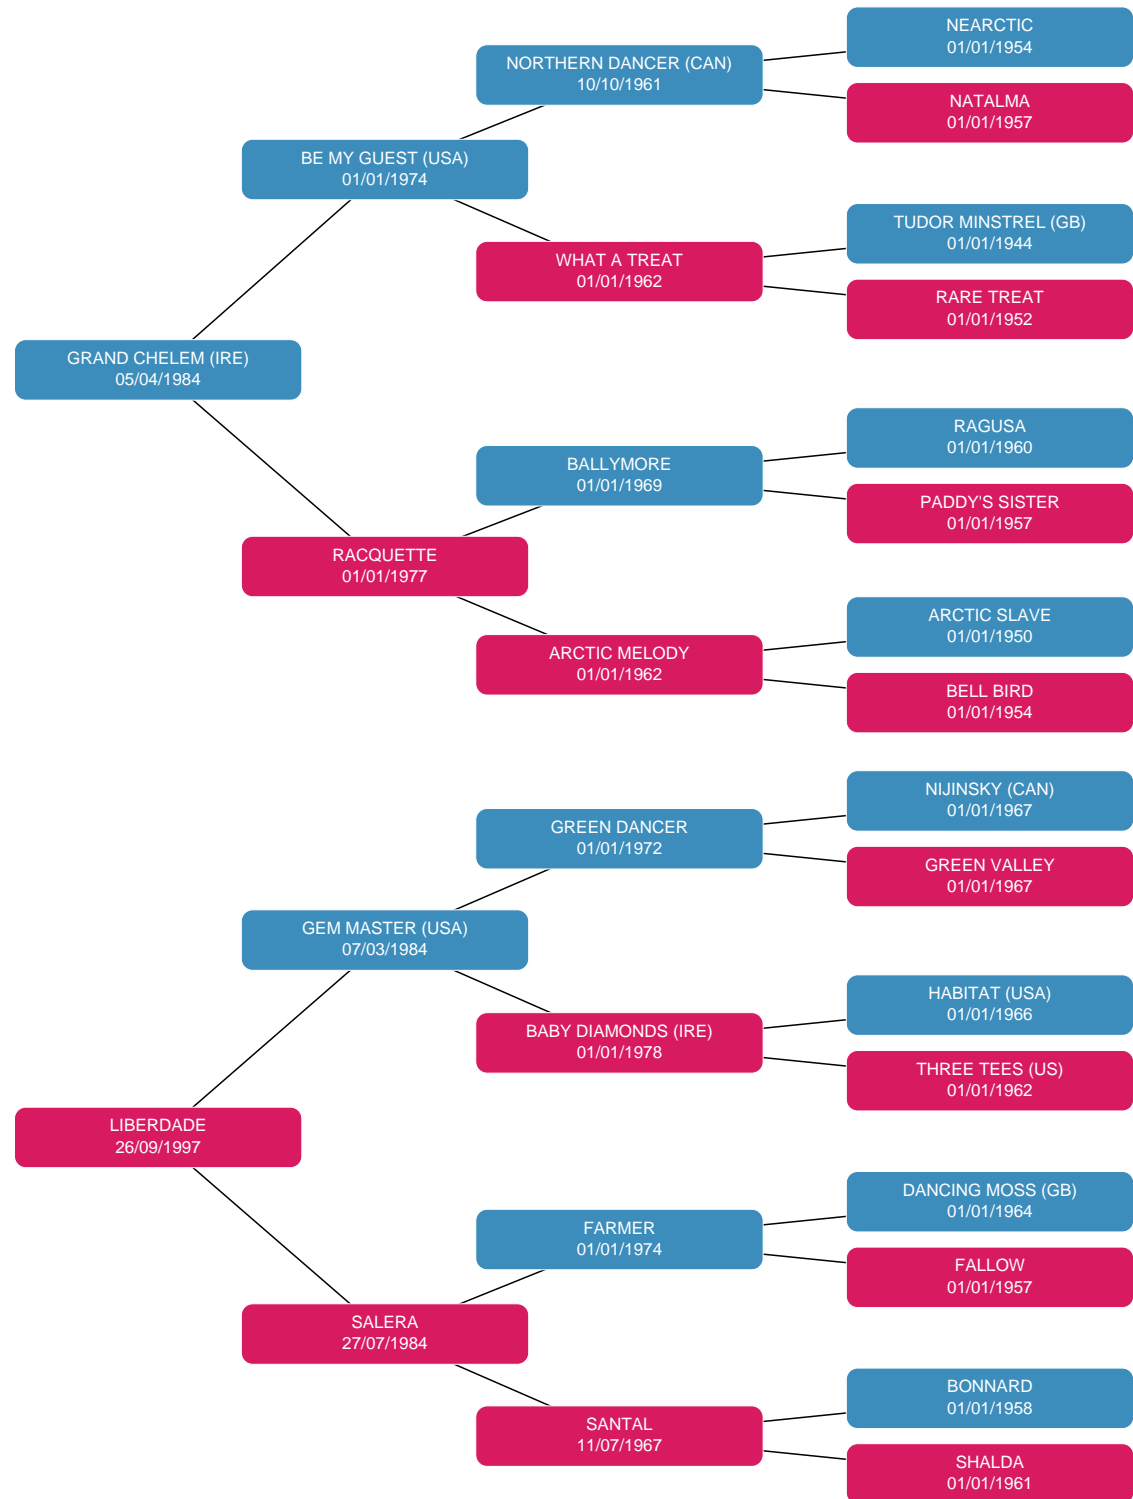 NEARCTIC
01/01/1954
NORTHERN DANCER (CAN)
10/10/1961
NATALMA
01/01/1957
BE MY GUEST (USA)
01/01/1974
TUDOR MINSTREL (GB)
01/01/1944
WHAT A TREAT
01/01/1962
RARE TREAT
01/01/1952
GRAND CHELEM (IRE)
05/04/1984
RAGUSA
01/01/1960
BALLYMORE
01/01/1969
PADDY'S SISTER
01/01/1957
RACQUETTE
01/01/1977
ARCTIC SLAVE
01/01/1950
ARCTIC MELODY
01/01/1962
BELL BIRD
01/01/1954
NIJINSKY (CAN)
01/01/1967
GREEN DANCER
01/01/1972
GREEN VALLEY
01/01/1967
GEM MASTER (USA)
07/03/1984
HABITAT (USA)
01/01/1966
BABY DIAMONDS (IRE)
01/01/1978
THREE TEES (US)
01/01/1962
LIBERDADE
26/09/1997
DANCING MOSS (GB)
01/01/1964
FARMER
01/01/1974
FALLOW
01/01/1957
SALERA
27/07/1984
BONNARD
01/01/1958
SANTAL
11/07/1967
SHALDA
01/01/1961